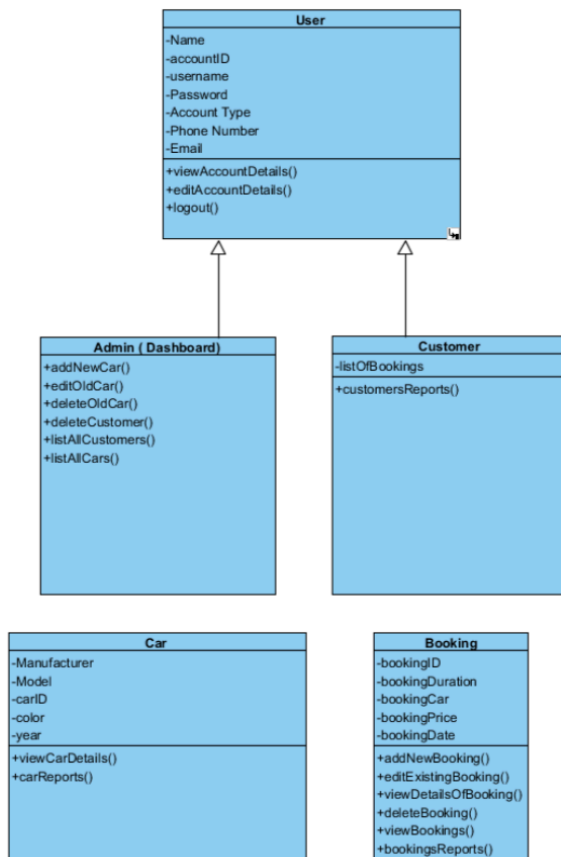 User
-Name
-accountID
-username
-Password
-Account Type
-Phone Number
-Email
+viewAccountDetails()
+editAccountDetails()
+logout()
Admin ( Dashboard)
+addNewCar()
+editOldCar()
+deleteOldCar()
+deleteCustomer()
+listAllCustomers()
+listAllCars()
Customer
-listOfBookings
+customersReports()
Car
-Manufacturer
-Model
-carID
-color
-year
+viewCarDetails()
+carReports()
Booking
-bookingID
-bookingDuration
-bookingCar
-bookingPrice
-bookingDate
+addNewBooking()
+editExistingBooking()
+viewDetailsOfBooking()
+deleteBooking()
+viewBookings()
+bookingsReports()